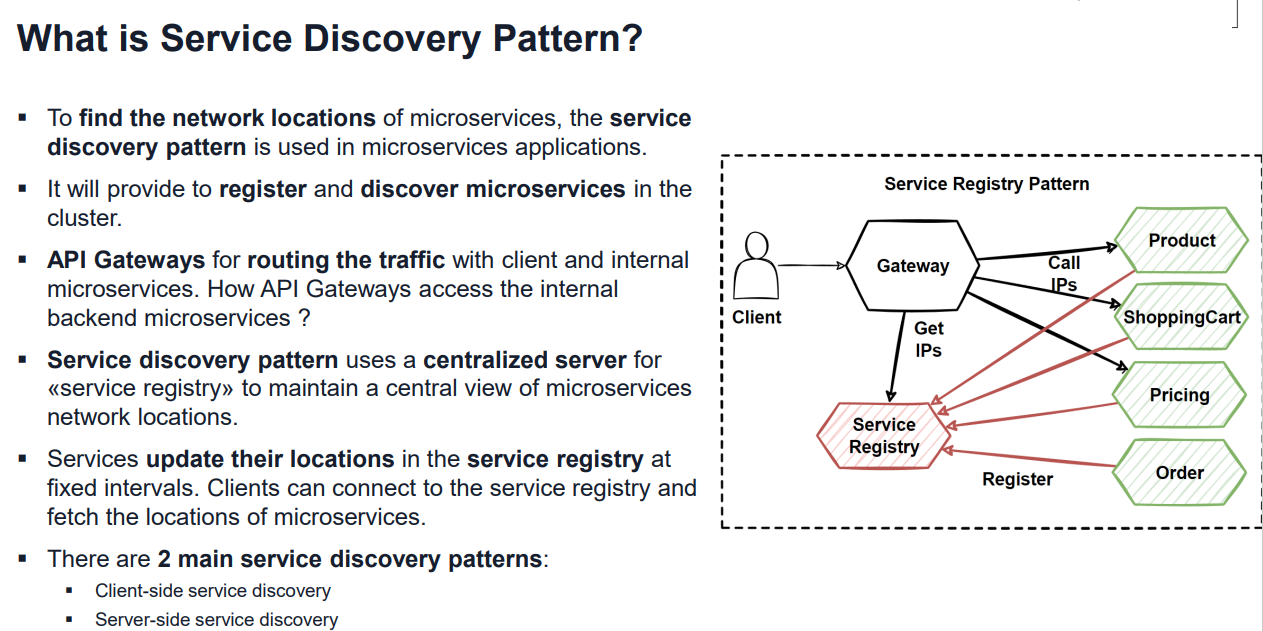 What is Service Discovery Pattern?
▪ To find the network locations of microservices, the service
discovery pattern is used in microservices applications.
▪ It will provide to register and discover microservices in the
cluster.
▪ API Gateways for routing the traffic with client and internal
microservices. How API Gateways access the internal
backend microservices ?
▪ Service discovery pattern uses a centralized server for
«service registry» to maintain a central view of microservices
network locations.
▪ Services update their locations in the service registry at
fixed intervals. Clients can connect to the service registry and
fetch the locations of microservices.
▪ There are 2 main service discovery patterns:
▪ Client-side service discovery
▪ Server-side service discovery
Service Registry Pattern
Client
Gateway
Call
IPs
Get
IPs
Product
ShoppingCart
Pricing
Order
Service
Registry
Register